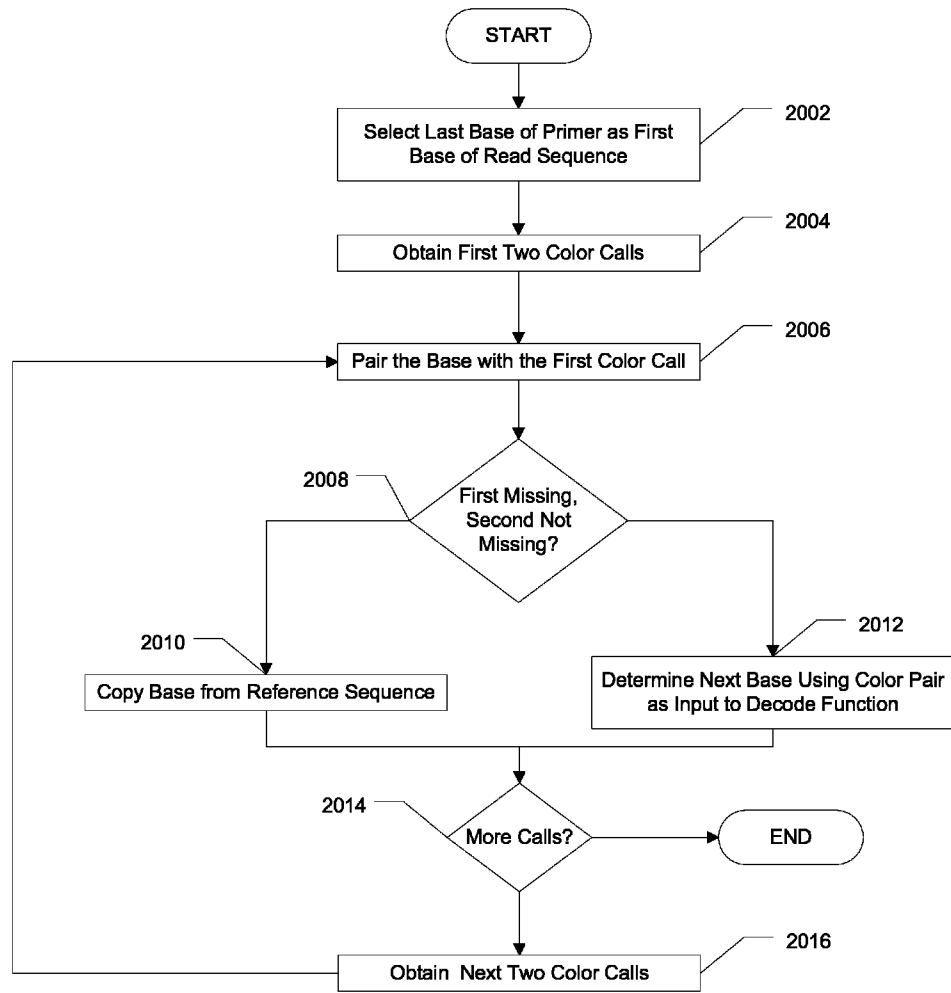 START
2002
Select Last Base of Primer as First
Base of Read Sequence
2004
Obtain First Two Color Calls
2006
Pair the Base with the First Color Call
2008
First Missing,
Second Not
Missing?
2010
Copy Base from Reference Sequence
2012
Determine Next Base Using Color Pair
as Input to Decode Function
2014
More Calls?
END
2016
Obtain Next Two Color Calls